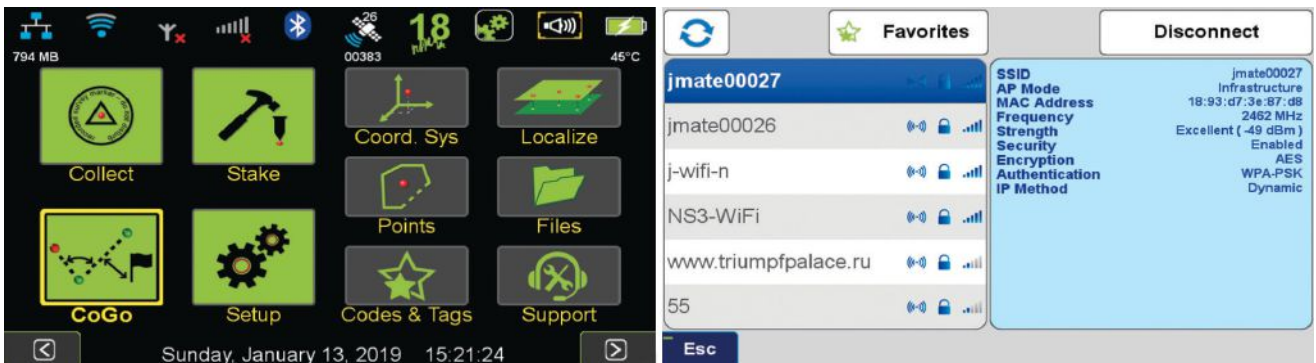 26
18
794 MB
00383
45°C
Collect
Stake
Coord. Sys
Localize
Points
Files
CoGo
Setup
Codes & Tags
Support
Sunday, January 13, 2019 15:21:24
Favorites
Disconnect
jmate00027
jmate00026
j-wifi-n
NS3-WiFi
www.triumpfpalace.ru
55
Esc
SSID jmate00027
AP Mode Infrastructure
MAC Address 18:93:d7:3e:87:d8
Frequency 2462 MHz
Strength Excellent ( -49 dBm )
Security Enabled
Encryption AES
Authentication WPA-PSK
IP Method Dynamic